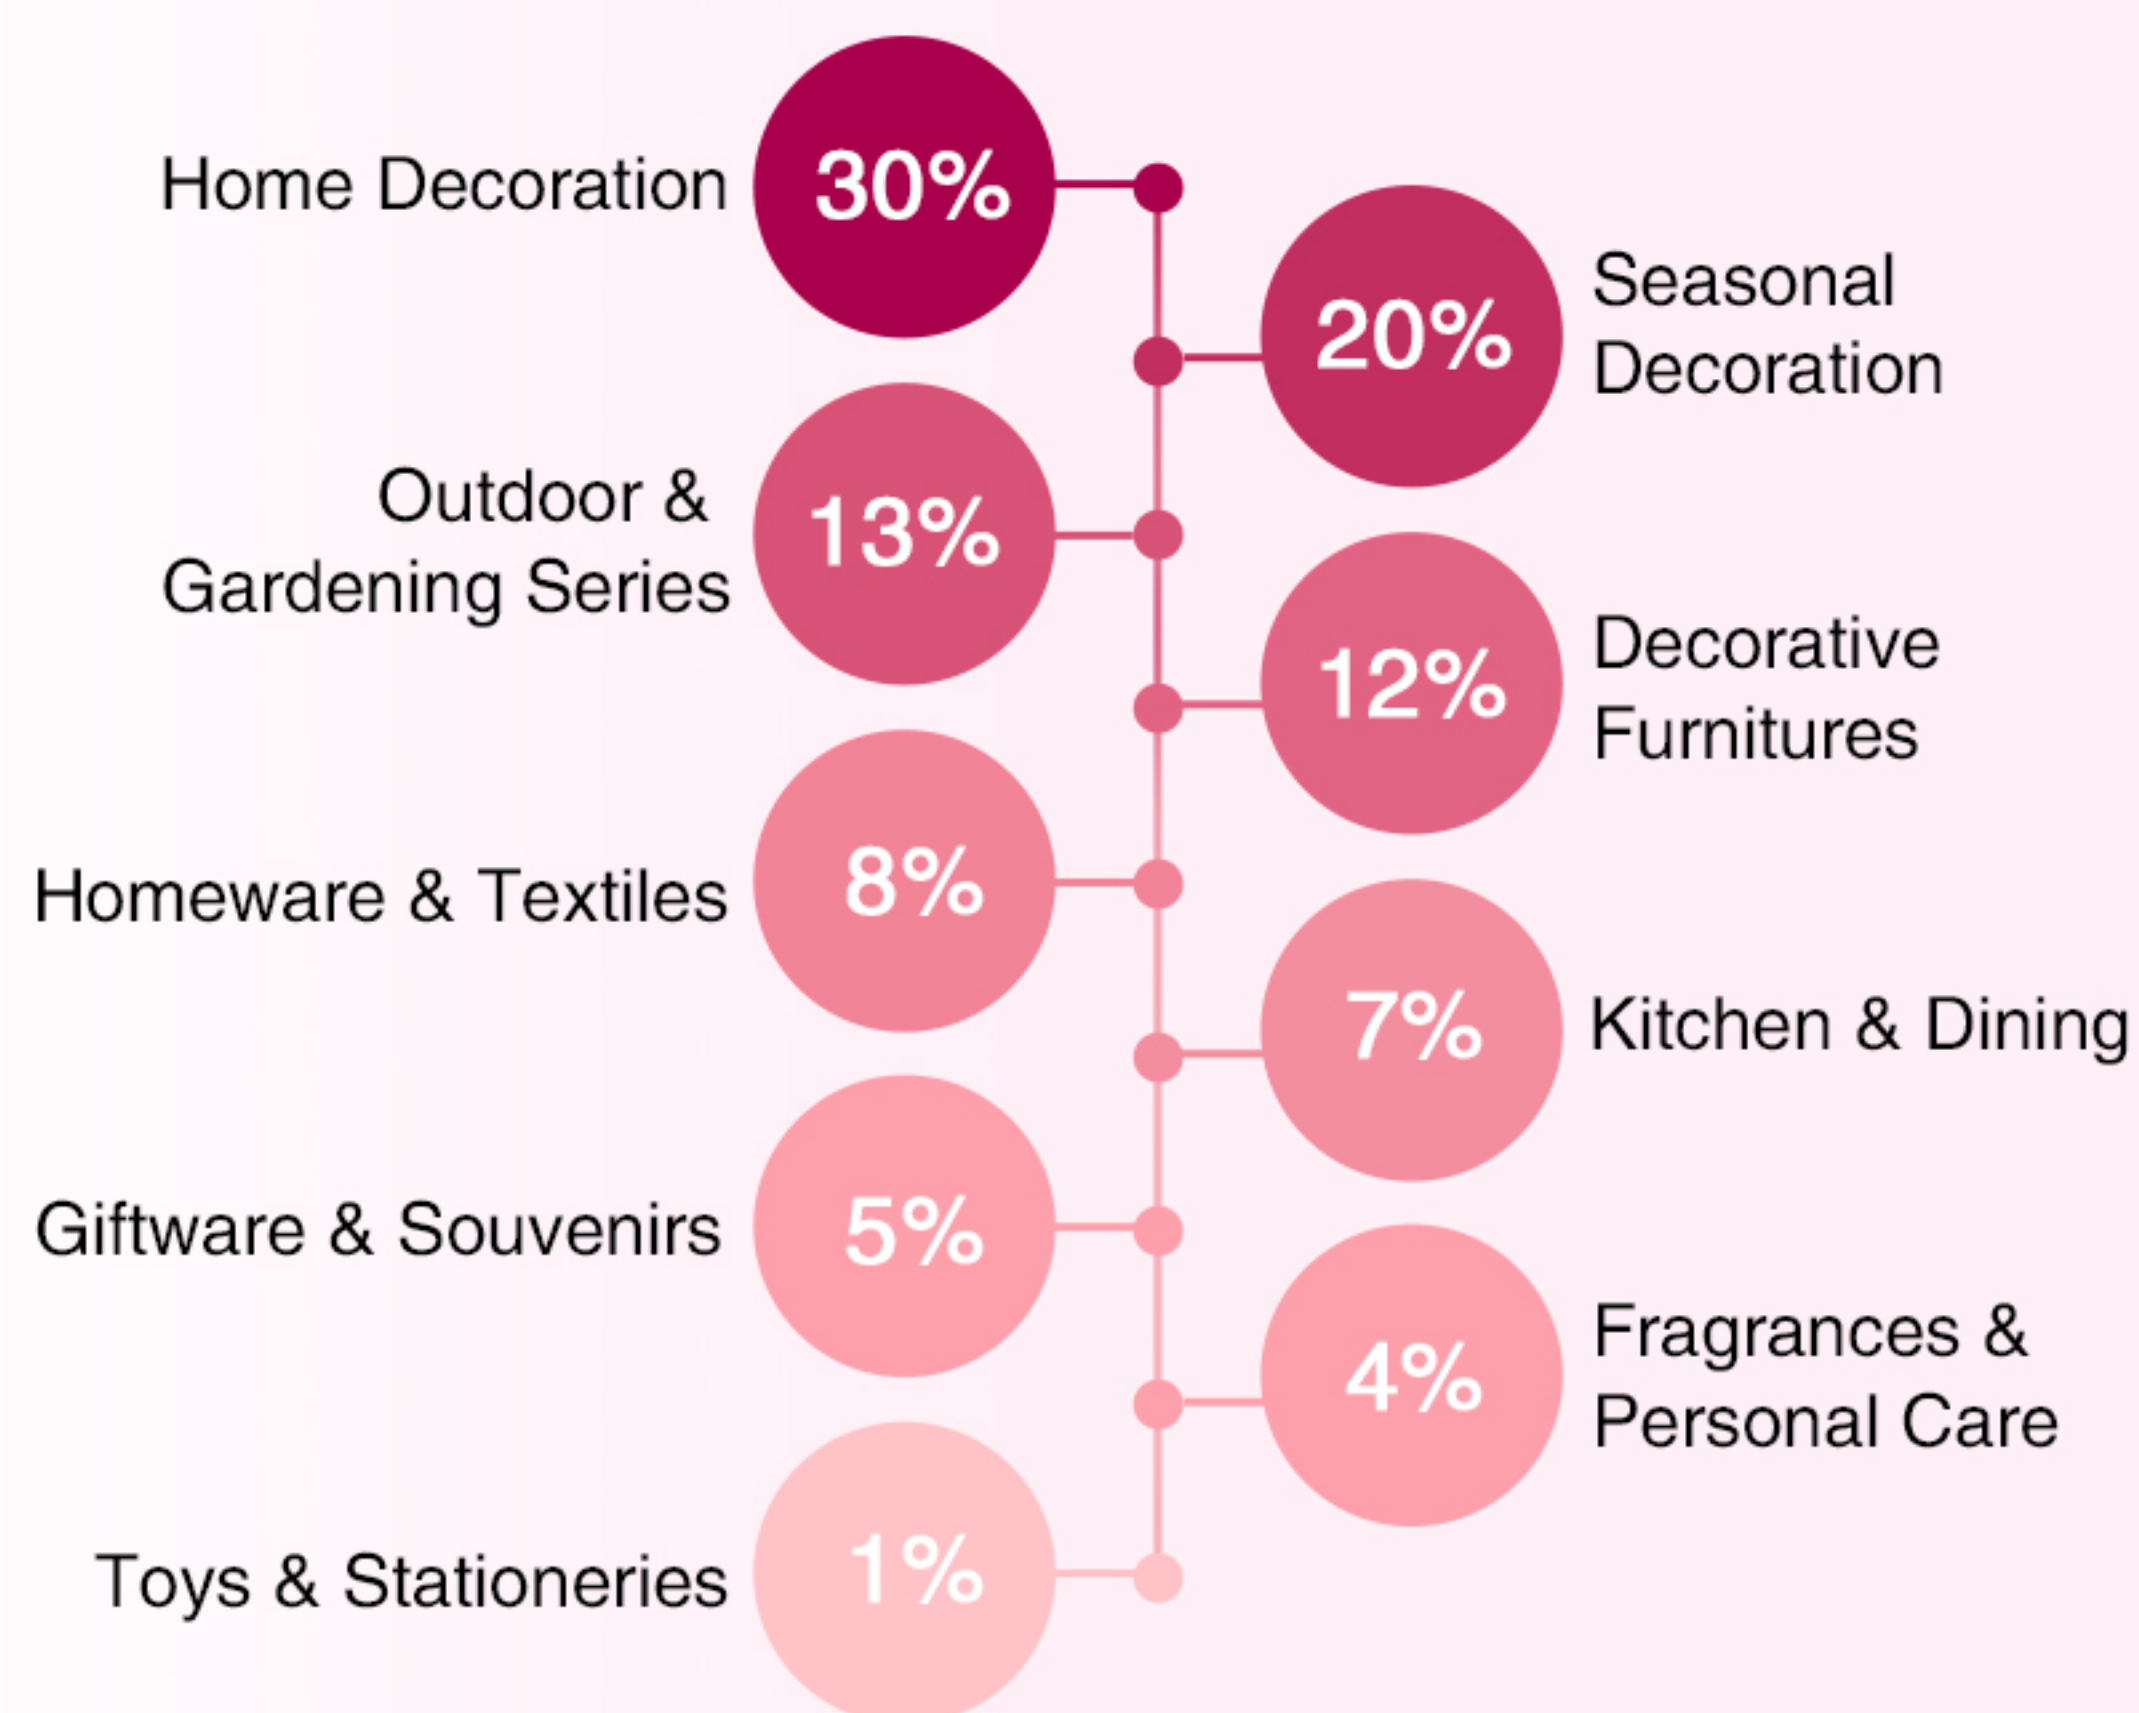 Home Decoration
30%
20%
Seasonal
Decoration
Outdoor &
Gardening Series
13%
12%
Decorative
Furnitures
Homeware & Textiles
8%
7%
Kitchen & Dining
Giftware & Souvenirs
5%
4%
Fragrances &
Personal Care
Toys & Stationeries
1%